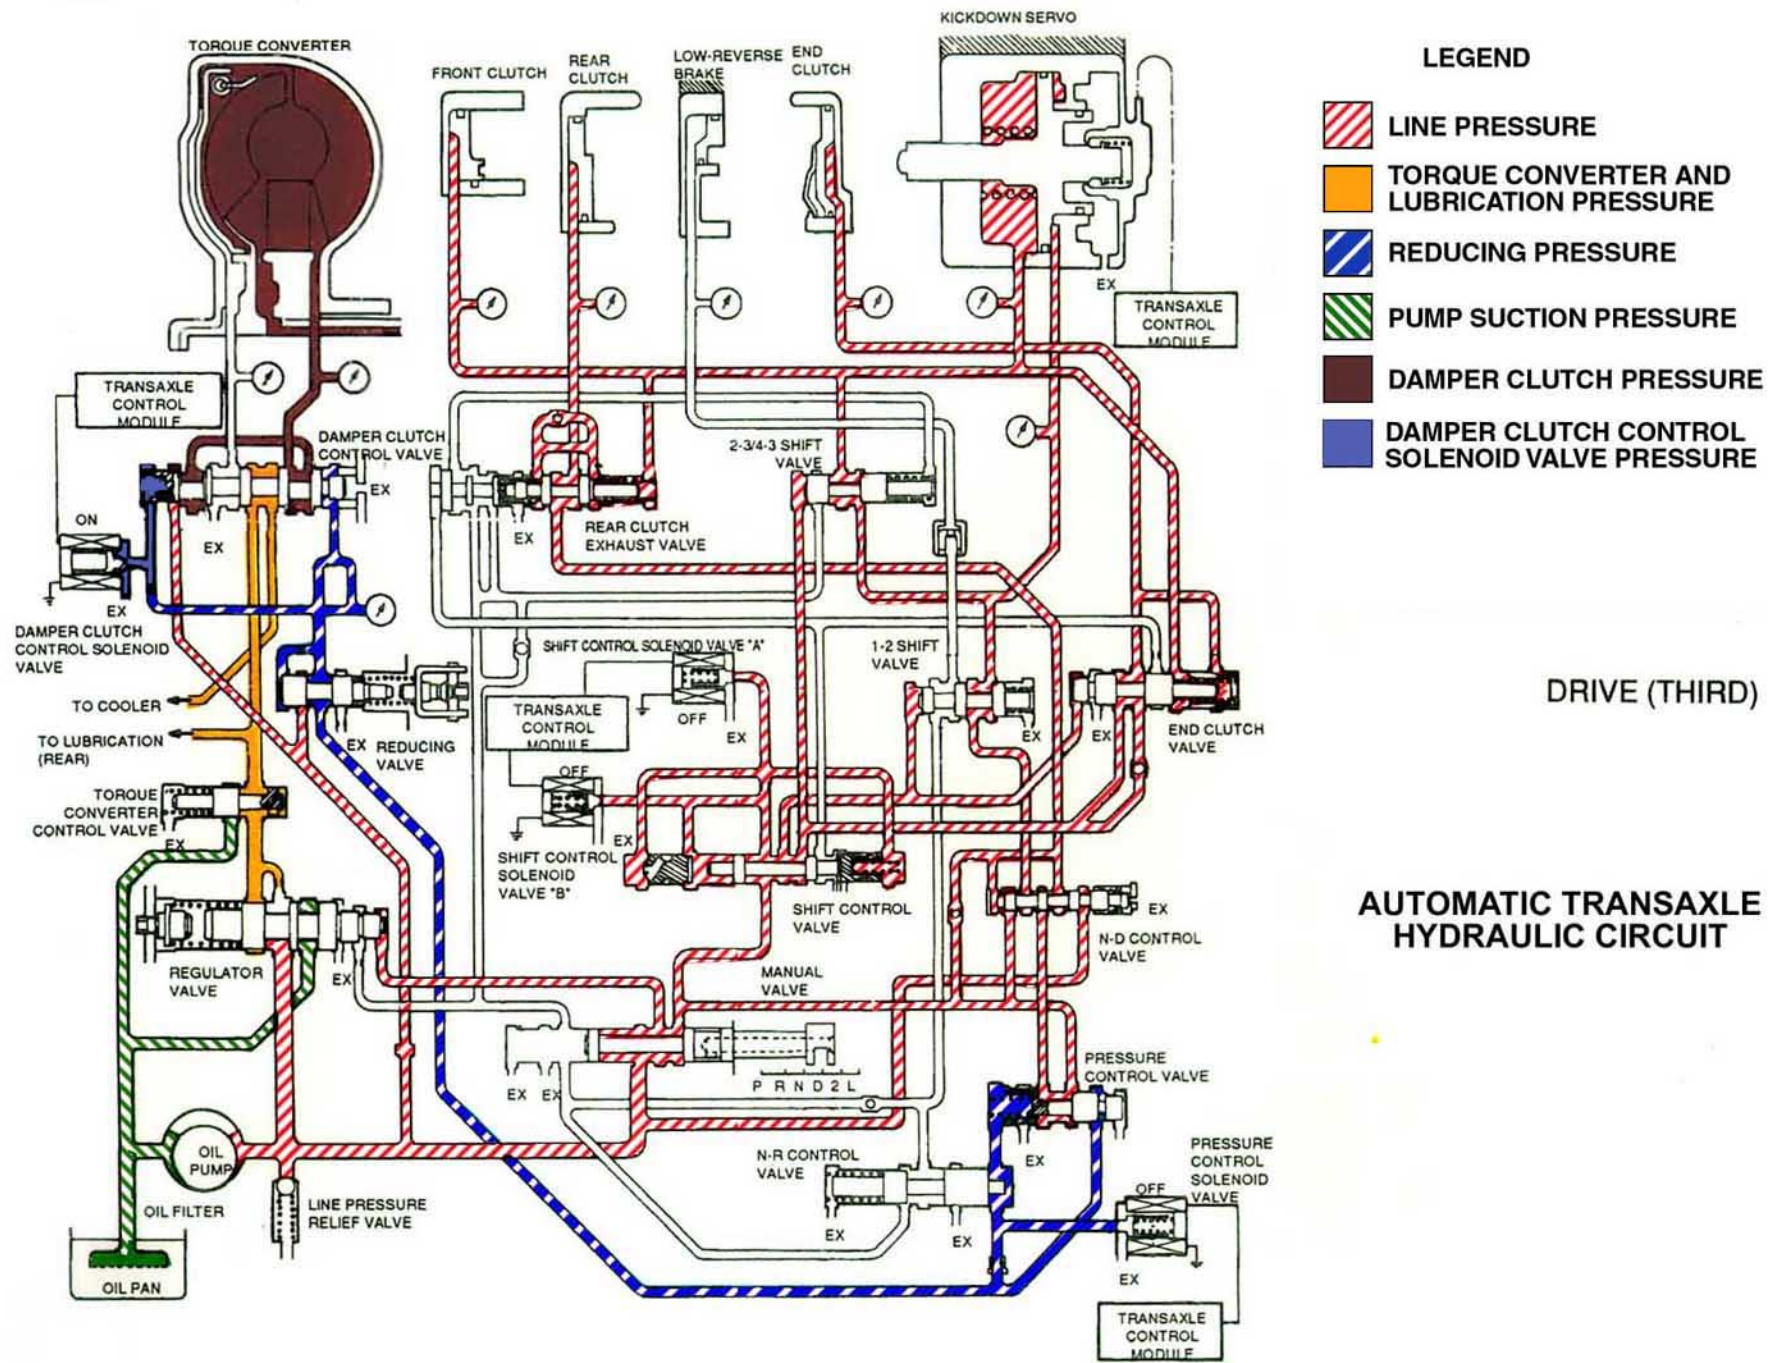 KICKDOWN SERVO
TORQUE CONVERTER
FRONT CLUTCH
REAR
CLUTCH
LOW-REVERSE
BRAKE
END
CLUTCH
EX
TRANSAXLE
CONTROL
MODULE
TRANSAXLE
CONTROL
MODULE
DAMPER CLUTCH
CONTROL VALVE
EX
2-3/4-3 SHIFT
VALVE
ON
EX
EX
REAR CLUTCH
EXHAUST VALVE
EX
DAMPER CLUTCH
CONTROL SOLENOID
VALVE
SHIFT CONTROL SOLENOID VALVE "A"
1-2 SHIFT
VALVE
TO COOLER
TRANSAXLE
CONTROL
MODULE
OFF
EX
EX
EX
END CLUTCH
VALVE
TO LUBRICATION
(REAR)
EX
REDUCING
VALVE
OFF
TORQUE
CONVERTER
CONTROL VALVE
EX
EX
SHIFT CONTROL
SOLENOID
VALVE "B"
SHIFT CONTROL
VALVE
EX
N-D CONTROL
VALVE
REGULATOR
VALVE
EX
MANUAL
VALVE
P R N D 2 L
EX
EX
PRESSURE
CONTROL VALVE
OIL
PUMP
N-R CONTROL
VALVE
EX
PRESSURE
CONTROL
SOLENOID
VALVE
OFF
OIL FILTER
LINE PRESSURE
RELIEF VALVE
EX
EX
EX
OIL PAN
TRANSAXLE
CONTROL
MODULE
LEGEND
LINE PRESSURE
TORQUE CONVERTER AND
LUBRICATION PRESSURE
REDUCING PRESSURE
PUMP SUCTION PRESSURE
DAMPER CLUTCH PRESSURE
DAMPER CLUTCH CONTROL
SOLENOID VALVE PRESSURE
DRIVE (THIRD)
AUTOMATIC TRANSAXLE
HYDRAULIC CIRCUIT